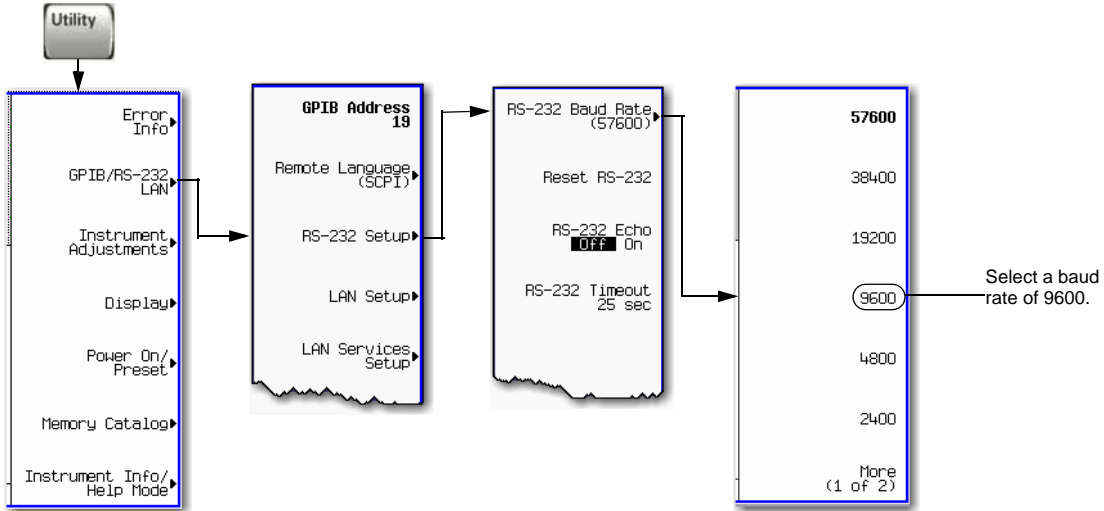 Utility
Error
Info
GPIB/RS-232
LAN
Instrument
Adjustments
Display
Power On/
Preset
Memory Catalog
Instrument Info/
Help Mode
GPIB Address
19
Remote Language
(SCPI)
RS-232 Setup
LAN Setup
LAN Services
Setup
RS-232 Baud Rate
(57600)
Reset RS-232
RS-232 Echo
Off On
RS-232 Timeout
25 sec
57600
38400
19200
9600
4800
2400
More
(1 of 2)
Select a baud
rate of 9600.